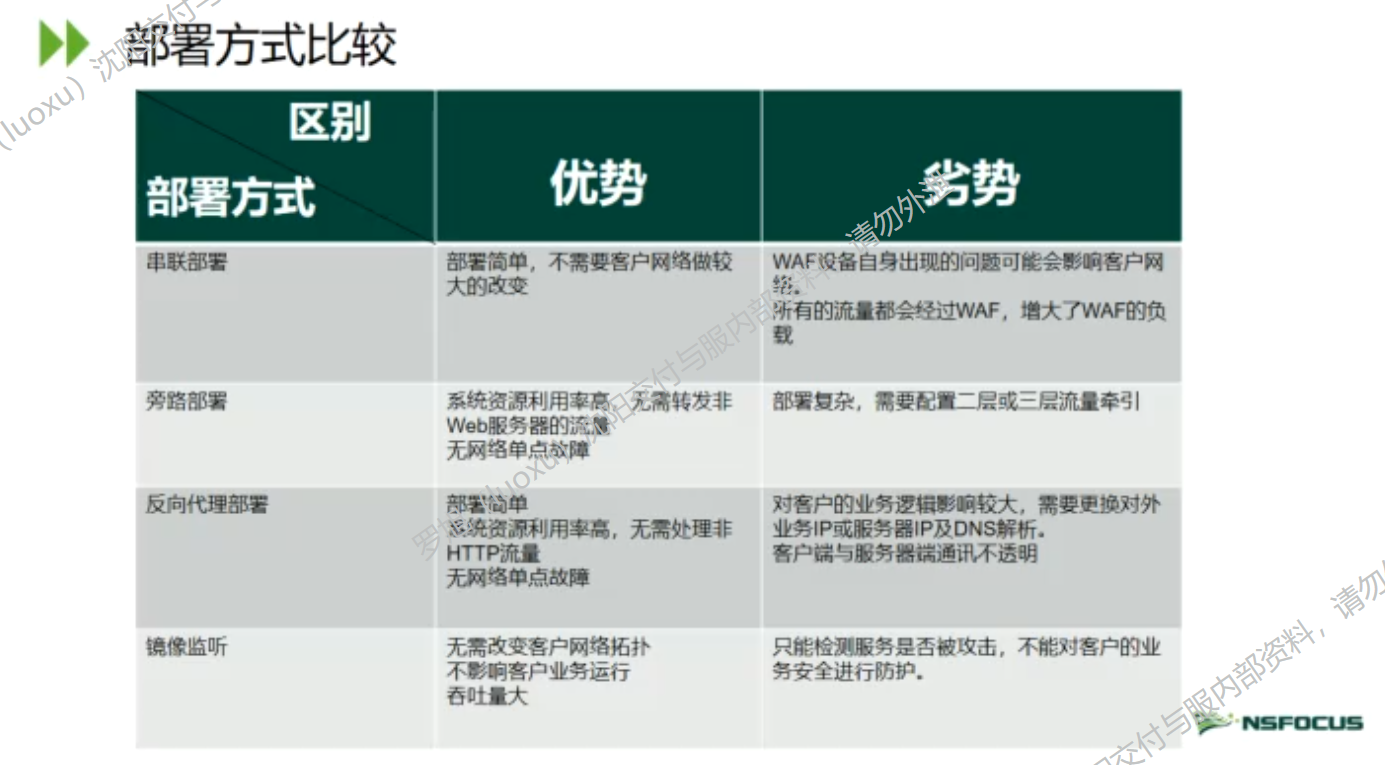 部署方式比较
区别
部署方式
优势
劣势
串联部署
部署简单，不需要客户网络做较
大的改变
WAF设备自身出现的问题可能会影响客户网
络。
所有的流量都会经过WAF，增大了WAF的负
载
旁路部署
系统资源利用率高，无需转发非
Web服务器的流量
无网络单点故障
部署复杂，需要配置二层或三层流量牵引
反向代理部署
部署简单
系统资源利用率高，无需处理非
HTTP流量
无网络单点故障
对客户的业务逻辑影响较大，需要更换对外
业务IP或服务器IP及DNS解析。
客户端与服务器端通讯不透明
镜像监听
无需改变客户网络拓扑
不影响客户业务运行
吞吐量大
只能检测服务是否被攻击，不能对客户的业
务安全进行防护。
NSFOCUS
(luoxu）沈阳交付与
(luoxu）沈阳交付与服内部资料，请勿外
交付与服内部资料，请勿